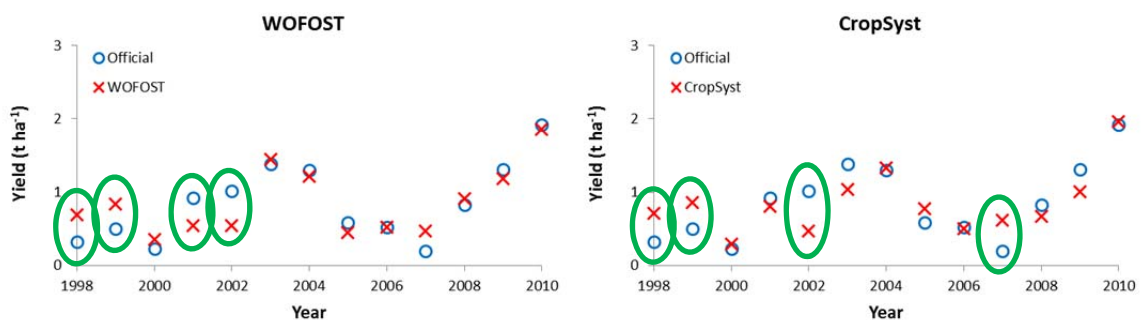 WOFOST
3
2
1
0
Yield (t ha⁻¹)
Official
WOFOST
1998 2000 2002 2004 2006 2008 2010
Year
CropSyst
3
2
1
0
Yield (t ha⁻¹)
Official
CropSyst
1998 2000 2002 2004 2006 2008 2010
Year